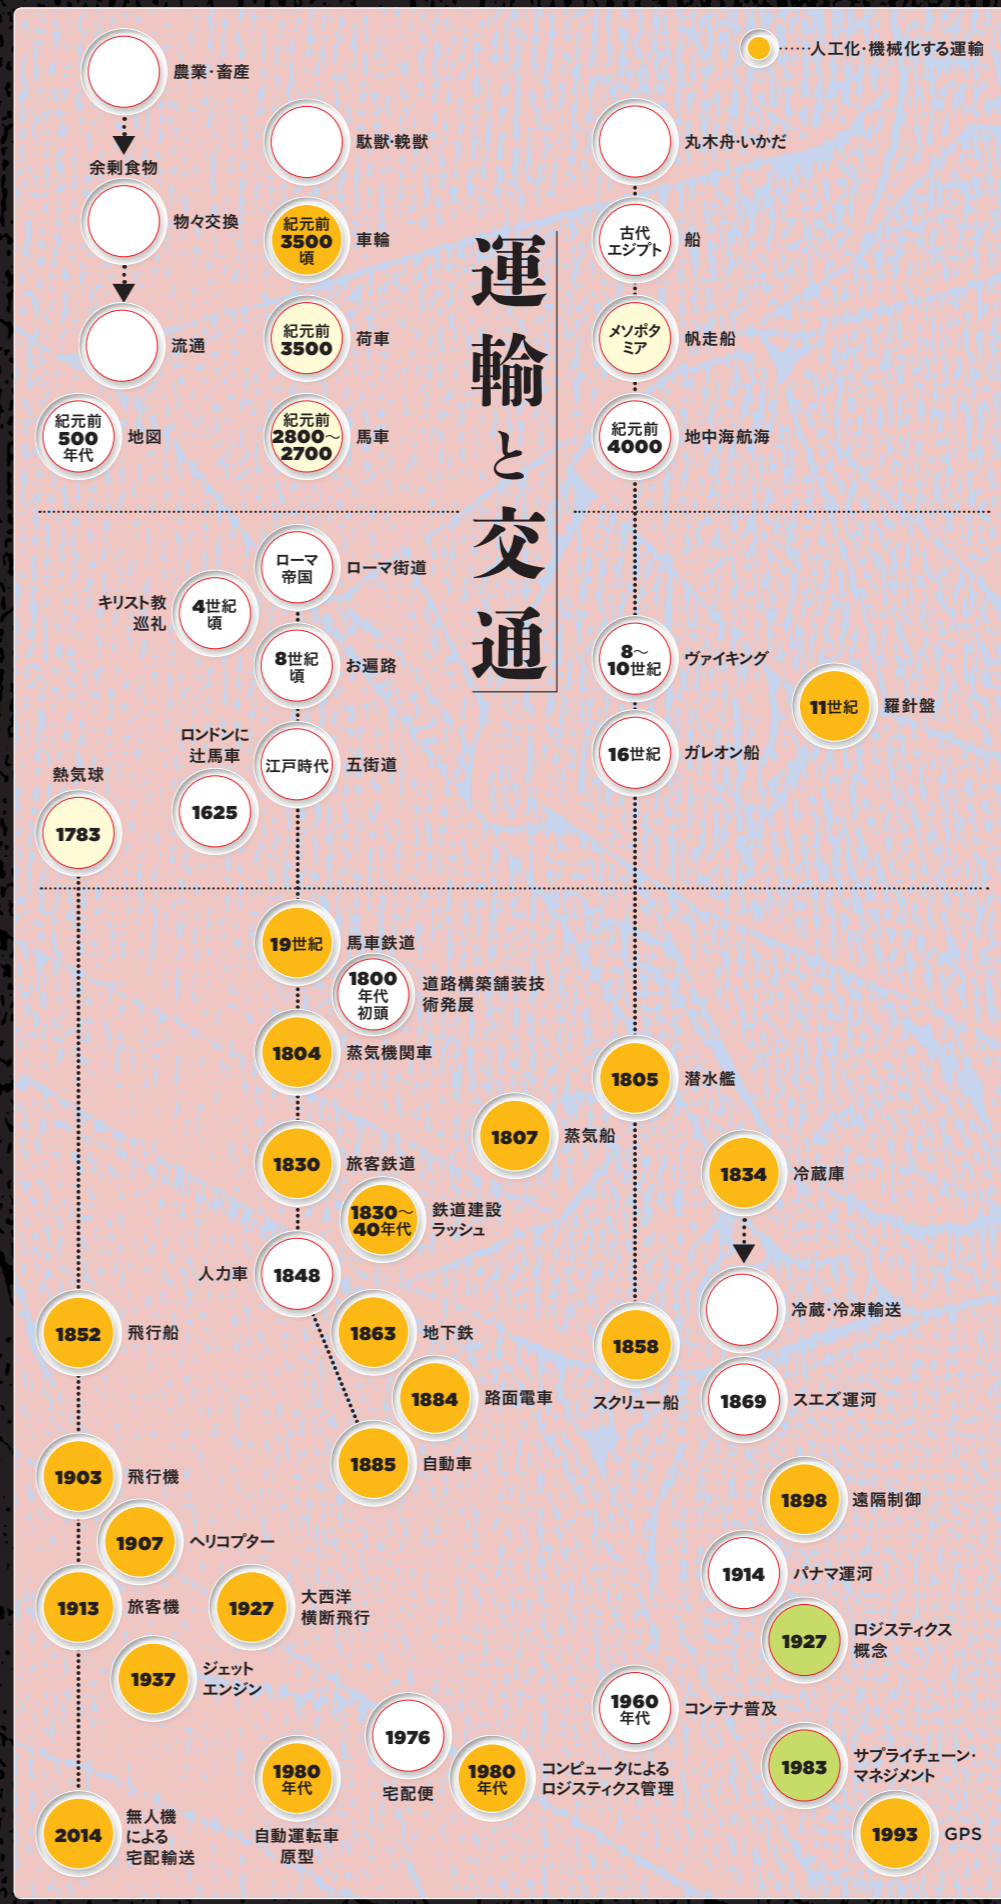 ……人工化・機械化する運輸
運輸と交通
農業・畜産
余剰食物
物々交換
流通
紀元前
500
年代
地図
駄獣・輓獣
紀元前
3500
頃
車輪
紀元前
3500
荷車
紀元前
2800〜
2700
馬車
丸木舟・いかだ
古代
エジプト
船
メソポタ
ミア
帆走船
紀元前
4000
地中海航海
ローマ
帝国
ローマ街道
キリスト教
巡礼
4世紀
頃
8世紀
頃
お遍路
ロンドンに
辻馬車
1625
江戸時代
五街道
熱気球
1783
8〜
10世紀
ヴァイキング
11世紀
羅針盤
16世紀
ガレオン船
19世紀
馬車鉄道
1800
年代
初頭
道路構築舗装技
術発展
1804
蒸気機関車
1805
潜水艦
1807
蒸気船
1830
旅客鉄道
1834
冷蔵庫
1830〜
40年代
鉄道建設
ラッシュ
人力車
1848
冷蔵・冷凍輸送
1852
飛行船
1863
地下鉄
1858
スクリュー船
1884
路面電車
1869
スエズ運河
1885
自動車
1903
飛行機
1898
遠隔制御
1907
ヘリコプター
1914
パナマ運河
1913
旅客機
1927
大西洋
横断飛行
1927
ロジスティクス
概念
1937
ジェット
エンジン
1960
年代
コンテナ普及
1976
宅配便
1980
年代
自動運転車
原型
1980
年代
コンピュータによる
ロジスティクス管理
1983
サプライチェーン・
マネジメント
2014
無人機
による
宅配輸送
1993
GPS